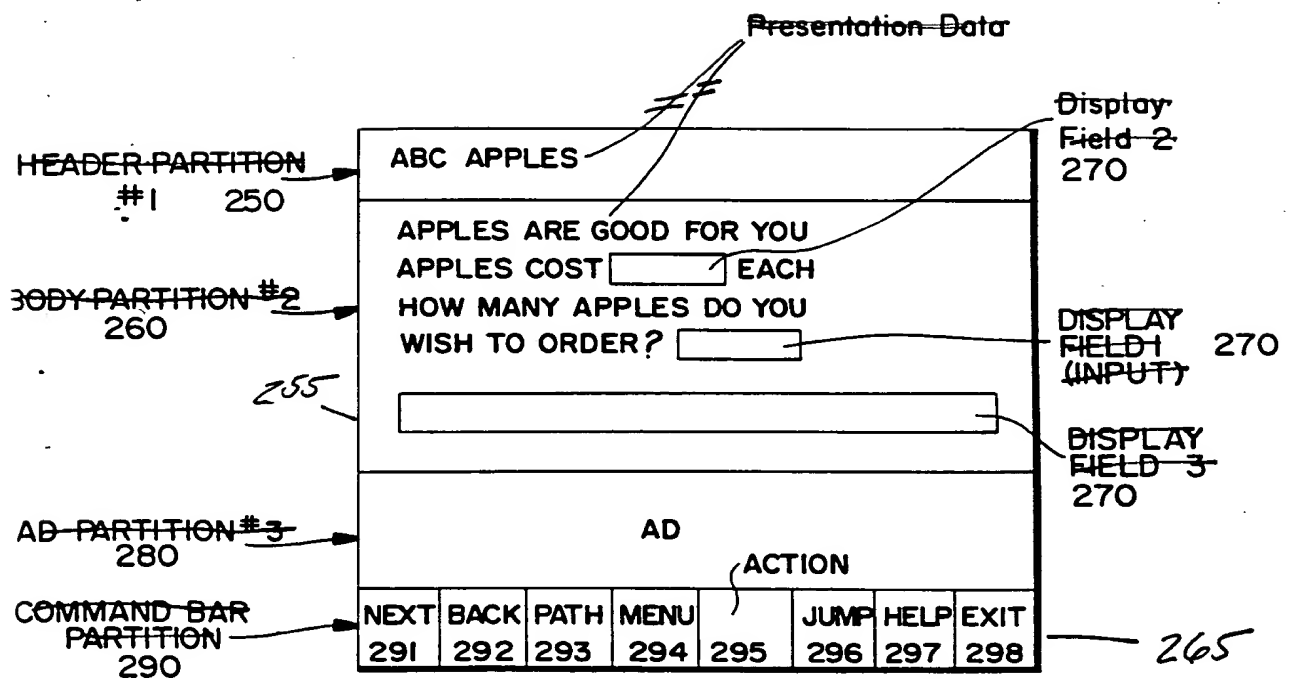 Presentation Data
Display
Field 2
270
HEADER PARTITION
#1 250
ABC APPLES
APPLES ARE GOOD FOR YOU
APPLES COST EACH
HOW MANY APPLES DO YOU
WISH TO ORDER?
BODY PARTITION #2
260
DISPLAY
FIELD 1 270
(INPUT)
255
DISPLAY
FIELD 3
270
AD PARTITION #3
280
AD
ACTION
COMMAND BAR
PARTITION
290
NEXT BACK PATH MENU JUMP HELP EXIT
291 292 293 294 295 296 297 298
265